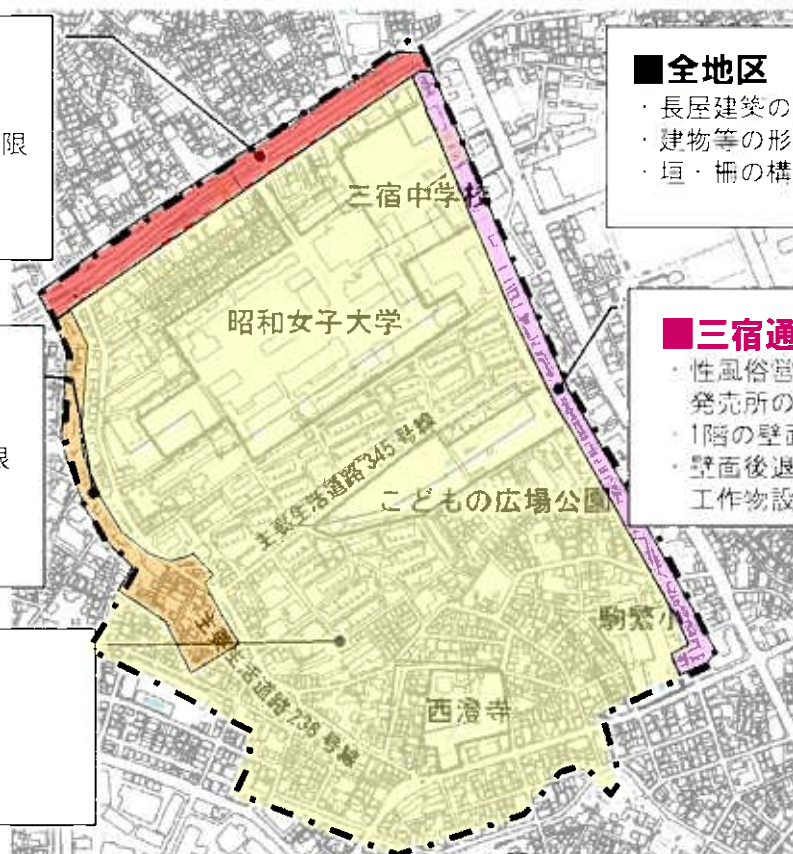 限
限
■全地区
・長屋建築の
・建物等の形
・垣・柵の構
三宿中学校
昭和女子大学
■三宿通
・性風俗営
発売所の
・1階の壁面
・壁面後退
工作物設
主要生活道路345号線
こどもの広場公園
駒繁小
主要生活道路238号線
西澄寺